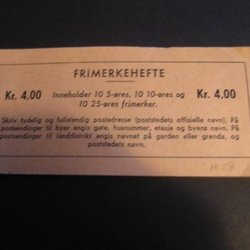 FRIMERKEHEFTE
Kr. 4,00 Inneholder 10 5-øres, 10 10-øres og Kr. 4,00
10 25-øres frimerker.
Skriv tydelig og fullstendig postadresse (poststedets offisielle navn). På
postsendinger til byer angis gate, husnummer, etasje og byens navn. På
postsendinger til landdistrikt angis navnet på garden eller grenda, og
poststedets navn.